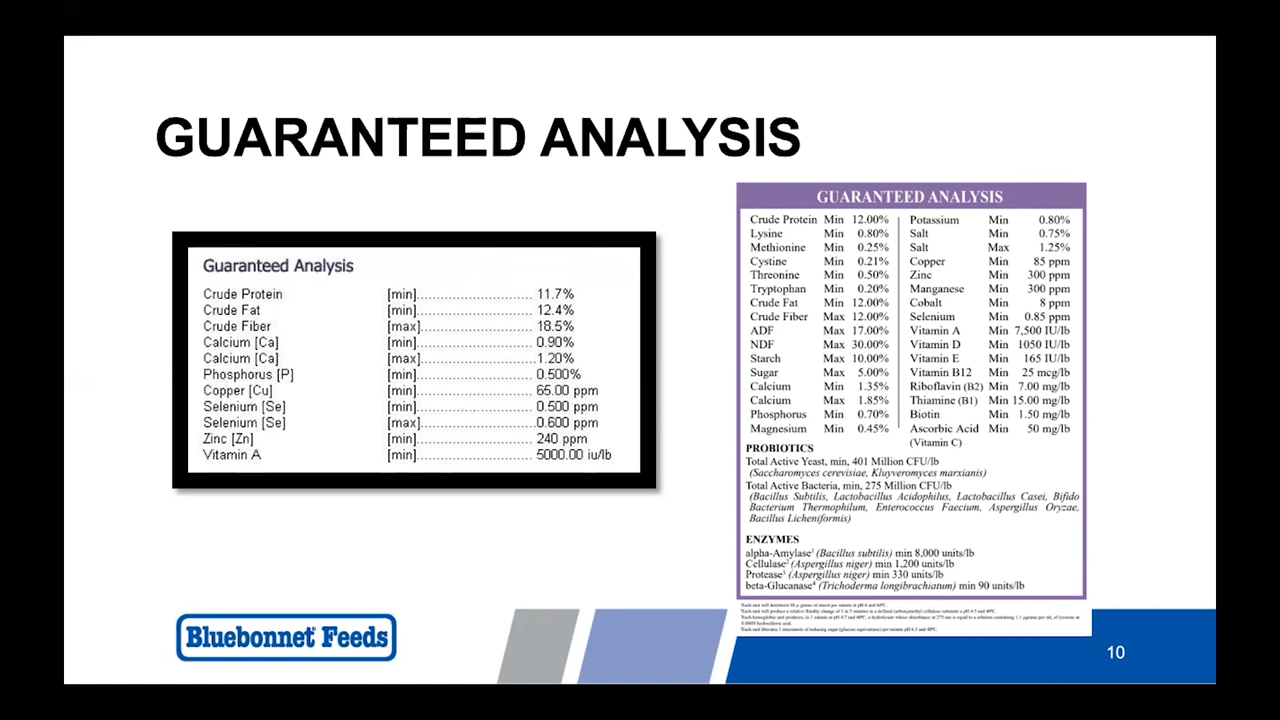 GUARANTEED ANALYSIS
Guaranteed Analysis
Crude Protein [min].............................. 11.7%
Crude Fat [min].............................. 12.4%
Crude Fiber [max]............................. 18.5%
Calcium [Ca] [min].............................. 0.90%
Calcium [Ca] [max]............................. 1.20%
Phosphorus [P] [min].............................. 0.500%
Copper [Cu] [min].............................. 65.00 ppm
Selenium [Se] [min].............................. 0.500 ppm
Selenium [Se] [max]............................. 0.600 ppm
Zinc [Zn] [min].............................. 240 ppm
Vitamin A [min].............................. 5000.00 iu/lb
GUARANTEED ANALYSIS
Crude Protein Min 12.00%
Lysine Min 0.80%
Methionine Min 0.25%
Cystine Min 0.21%
Threonine Min 0.50%
Tryptophan Min 0.20%
Crude Fat Min 12.00%
Crude Fiber Max 12.00%
ADF Max 17.00%
NDF Max 30.00%
Starch Max 10.00%
Sugar Max 5.00%
Calcium Min 1.35%
Calcium Max 1.85%
Phosphorus Min 0.70%
Magnesium Min 0.45%
Potassium Min 0.80%
Salt Min 0.75%
Salt Max 1.25%
Copper Min 85 ppm
Zinc Min 300 ppm
Manganese Min 300 ppm
Cobalt Min 8 ppm
Selenium Min 0.85 ppm
Vitamin A Min 7,500 IU/lb
Vitamin D Min 1050 IU/lb
Vitamin E Min 165 IU/lb
Vitamin B12 Min 25 mcg/lb
Riboflavin (B2) Min 7.00 mg/lb
Thiamine (B1) Min 15.00 mg/lb
Biotin Min 1.50 mg/lb
Ascorbic Acid Min 50 mg/lb
(Vitamin C)
PROBIOTICS
Total Active Yeast, min, 401 Million CFU/lb
(Saccharomyces cerevisiae, Kluyveromyces marxianis)
Total Active Bacteria, min, 275 Million CFU/lb
(Bacillus Subtilis, Lactobacillus Acidophilus, Lactobacillus Casei, Bifido
Bacterium Thermophilum, Enterococcus Faecium, Aspergillus Oryzae,
Bacillus Licheniformis)
ENZYMES
alpha-Amylase¹ (Bacillus subtilis) min 8,000 units/lb
Cellulase² (Aspergillus niger) min 1,200 units/lb
Protease³ (Aspergillus niger) min 330 units/lb
beta-Glucanase⁴ (Trichoderma longibrachiatum) min 90 units/lb
Bluebonnet® Feeds
10